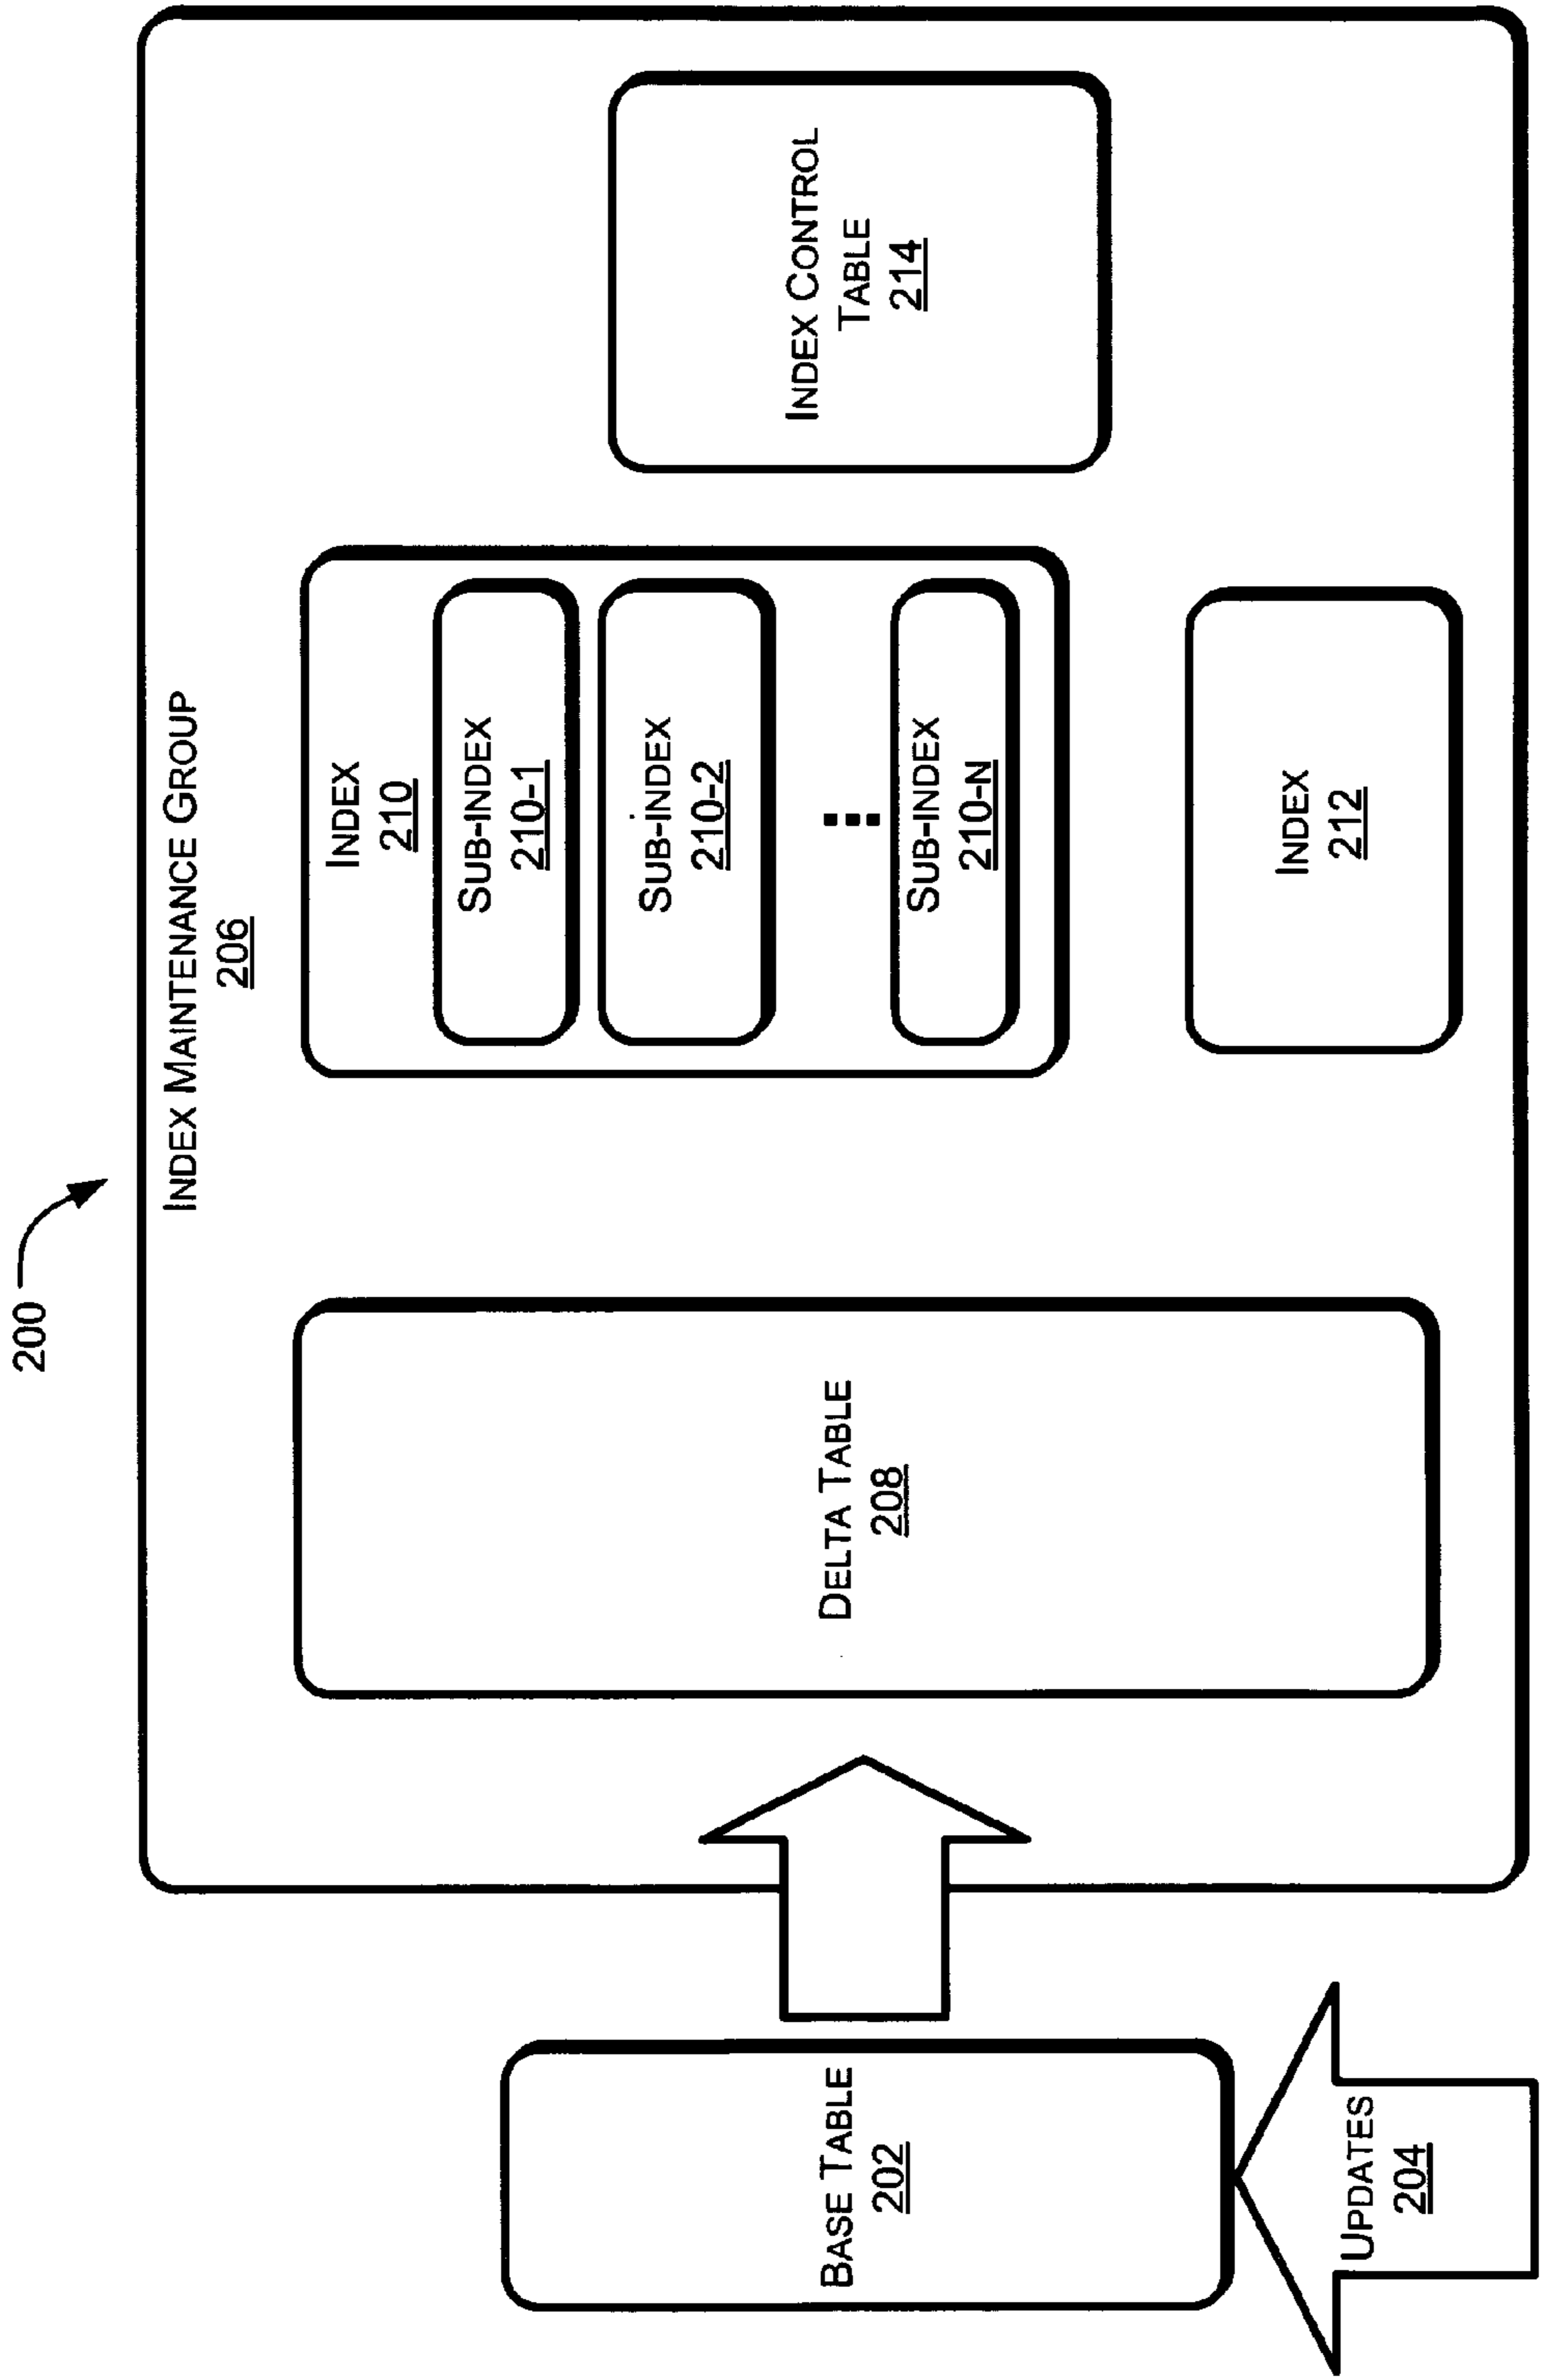 200
INDEX MAINTENANCE GROUP
206
BASE TABLE
202
UPDATES
204
DELTA TABLE
208
INDEX
210
SUB-INDEX
210-1
SUB-INDEX
210-2
SUB-INDEX
210-N
INDEX
212
INDEX CONTROL
TABLE
214